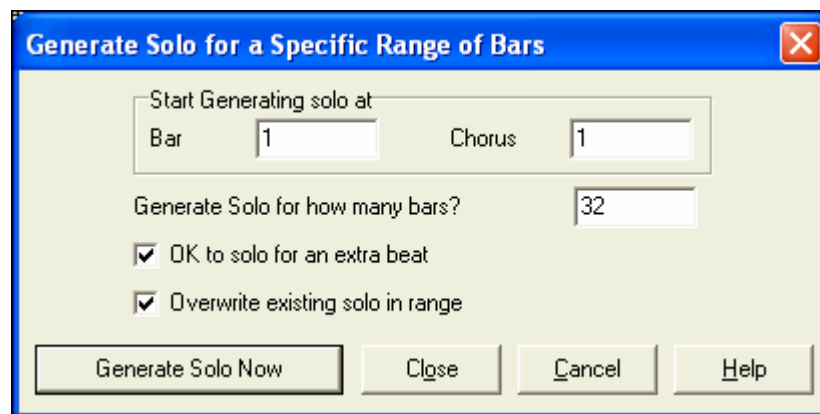 Generate Solo for a Specific Range of Bars
Start Generating solo at
Bar 1 Chorus 1
Generate Solo for how many bars? 32
OK to solo for an extra beat
Overwrite existing solo in range
Generate Solo Now Close Cancel Help